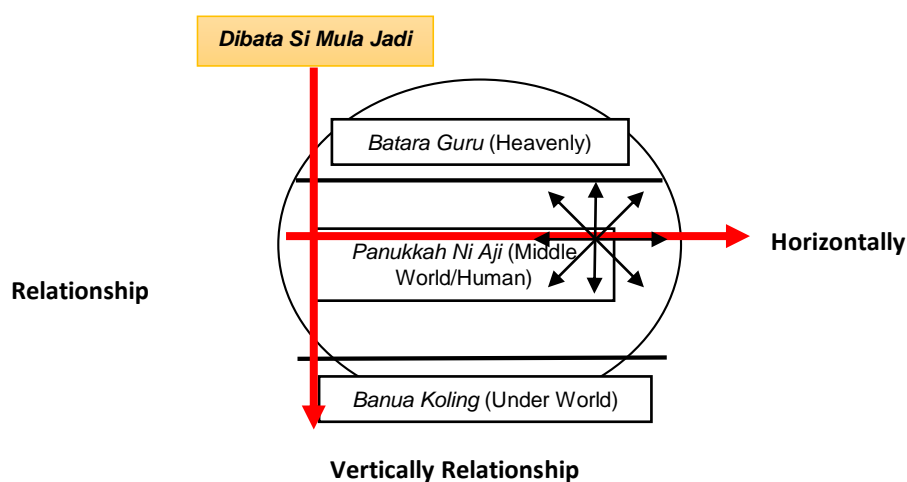 Dibata Si Mula Jadi
Batara Guru (Heavenly)
Panukkah Ni Aji (Middle
World/Human)
Horizontally
Relationship
Banua Koling (Under World)
Vertically Relationship